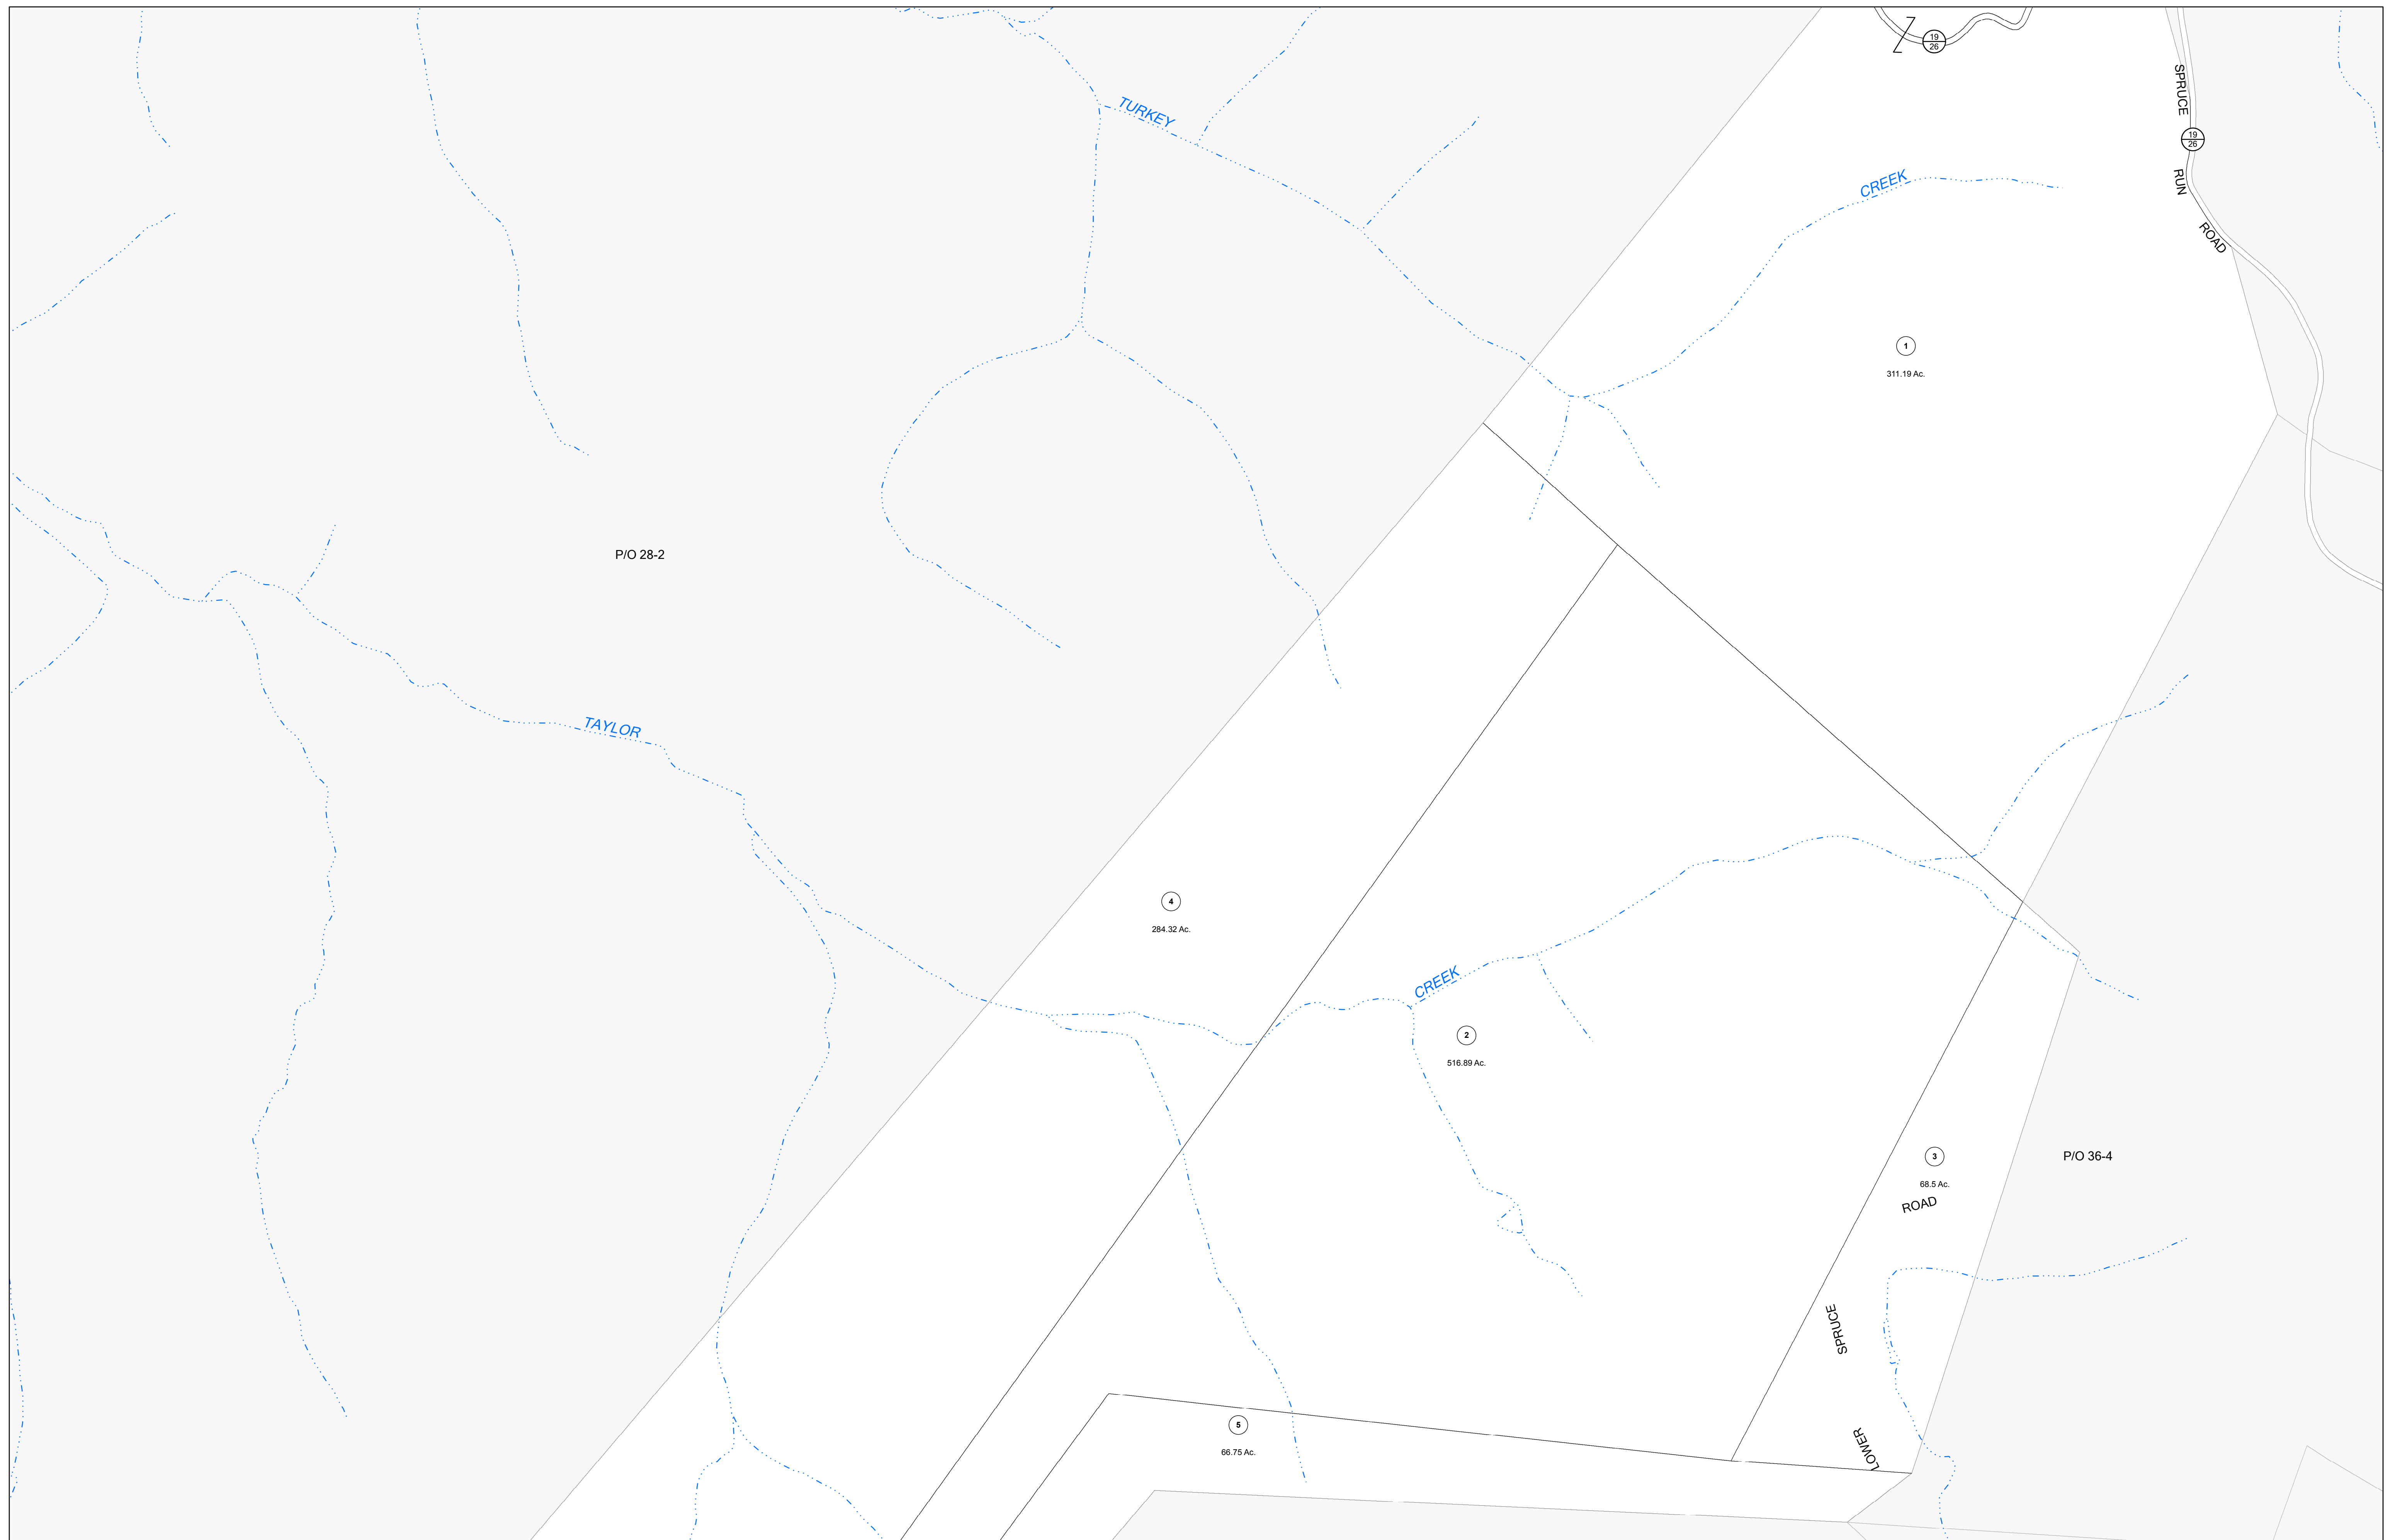 19
26
SPRUCE
TURKEY
19
26
CREEK
RUN
ROAD
1
311.19 Ac.
P/O 28-2
TAYLOR
4
284.32 Ac.
CREEK
2
516.89 Ac.
3
P/O 36-4
68.5 Ac.
ROAD
SPRUCE
5
LOWER
66.75 Ac.